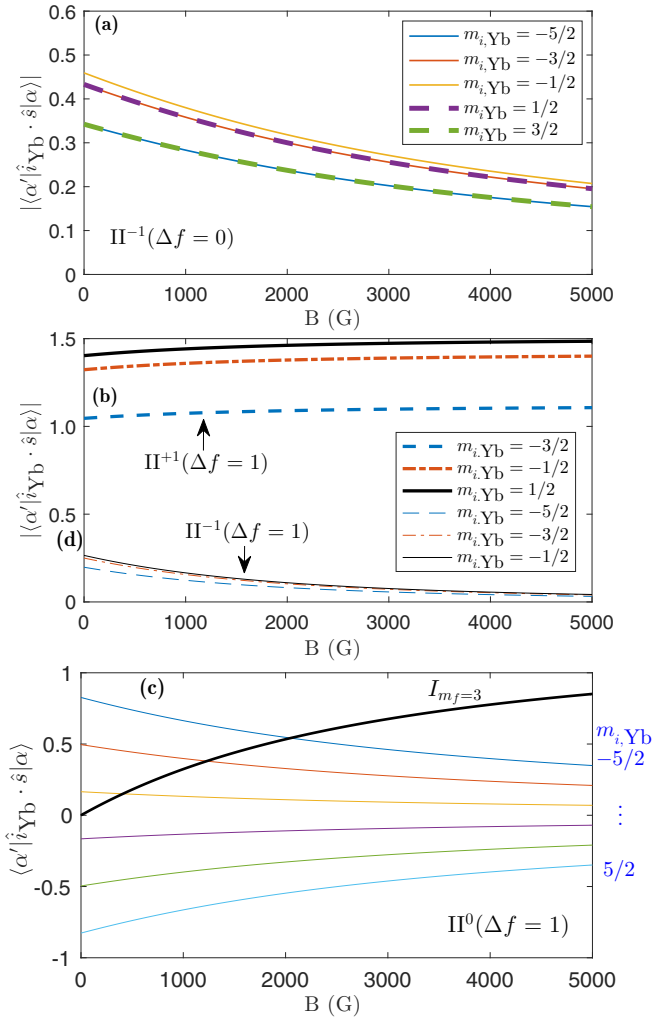 (a)
|⟨α′|î_Yb · ŝ|α⟩|
0.6
0.5
0.4
0.3
0.2
0.1
0
m_{i,Yb} = −5/2
m_{i,Yb} = −3/2
m_{i,Yb} = −1/2
m_{i,Yb} = 1/2
m_{i,Yb} = 3/2
II^{−1}(Δf = 0)
0 1000 2000 3000 4000 5000
B (G)
(b)
|⟨α′|î_Yb · ŝ|α⟩|
1.5
1.0
0.5
0
II^{+1}(Δf = 1)
m_{i.Yb} = −3/2
m_{i.Yb} = −1/2
m_{i.Yb} = 1/2
m_{i.Yb} = −5/2
m_{i.Yb} = −3/2
m_{i.Yb} = −1/2
II^{−1}(Δf = 1)
(d)
0 1000 2000 3000 4000 5000
B (G)
(c)
⟨α′|î_Yb · ŝ|α⟩
1
0.5
0
-0.5
-1
I_{m_f=3}
m_{i,Yb}
−5/2
⋮
5/2
II^0(Δf = 1)
0 1000 2000 3000 4000 5000
B (G)